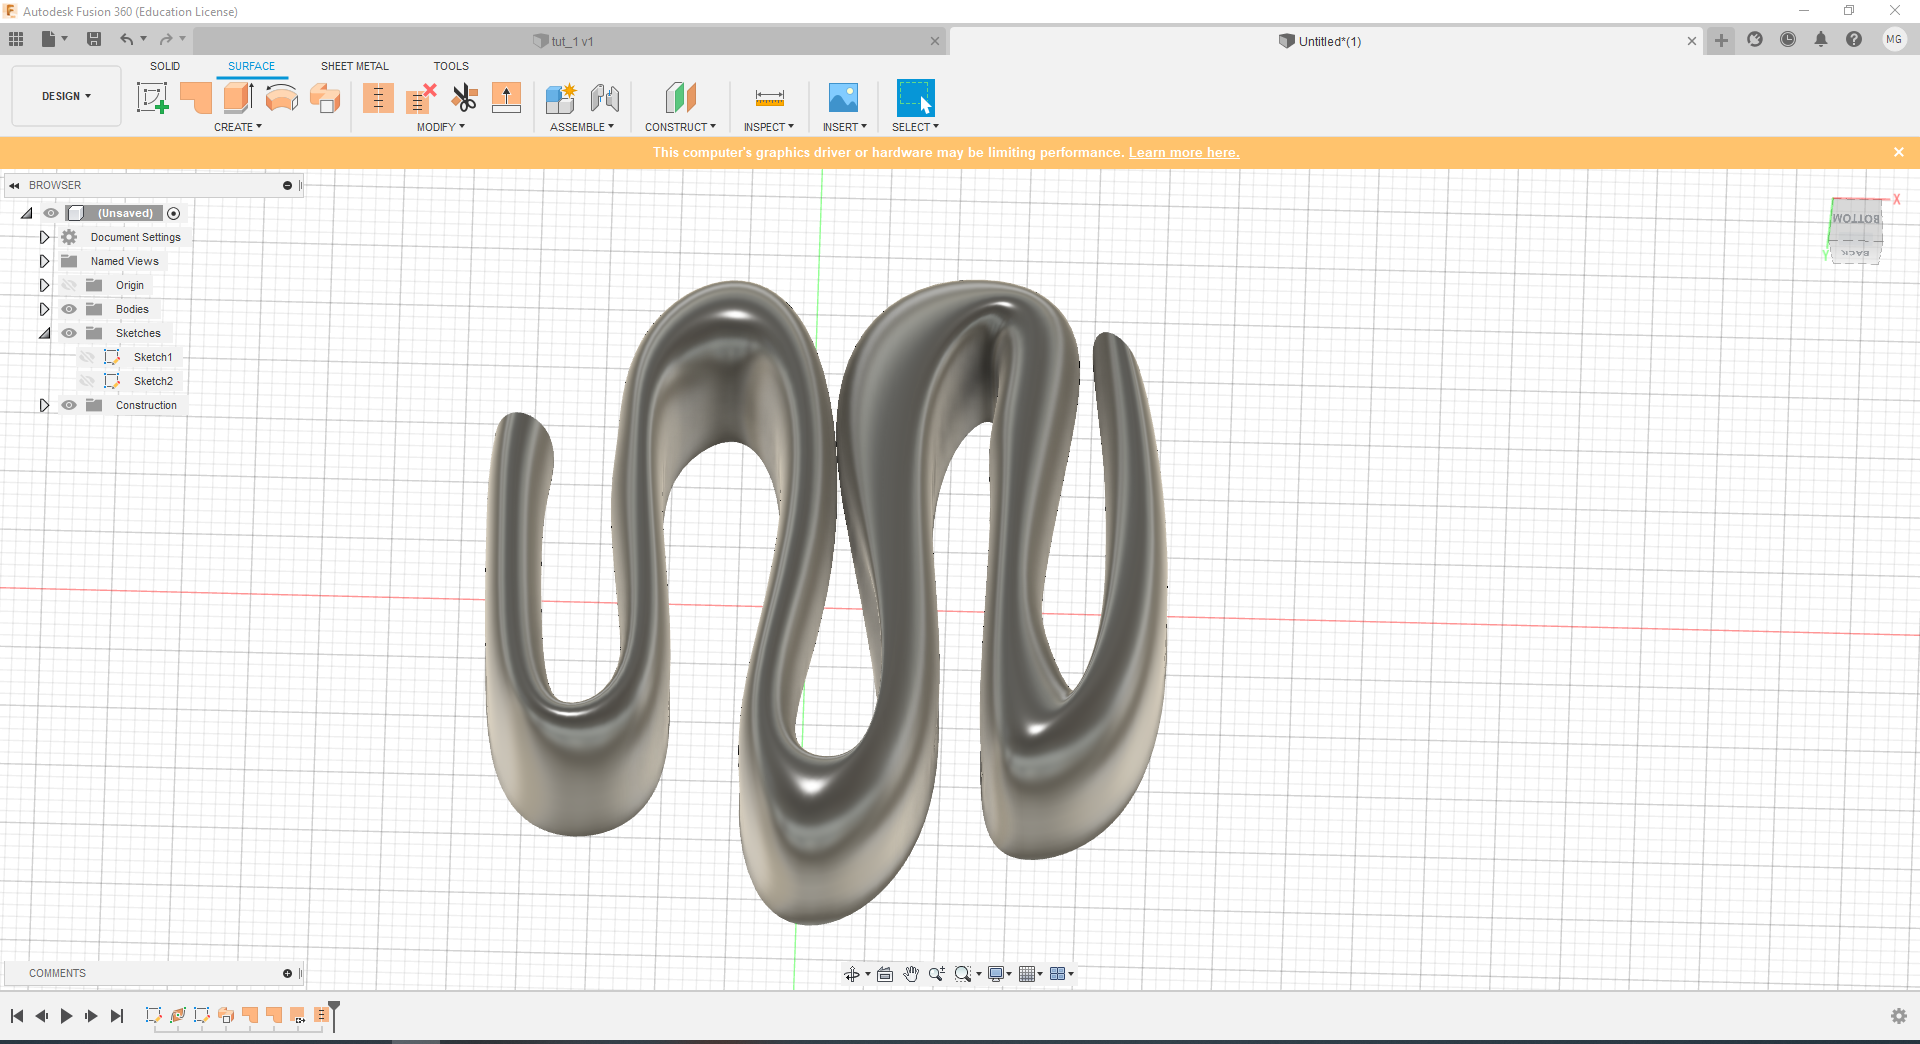 Autodesk Fusion 360 (Education License)
tut_1 v1
Untitled*(1)
MG
DESIGN
SOLID
SURFACE
SHEET METAL
TOOLS
CREATE
MODIFY
ASSEMBLE
CONSTRUCT
INSPECT
INSERT
SELECT
This computer's graphics driver or hardware may be limiting performance. Learn more here.
BROWSER
(Unsaved)
Document Settings
Named Views
Origin
Bodies
Sketches
Sketch1
Sketch2
Construction
X
BOTTOM
BACK
Y
COMMENTS